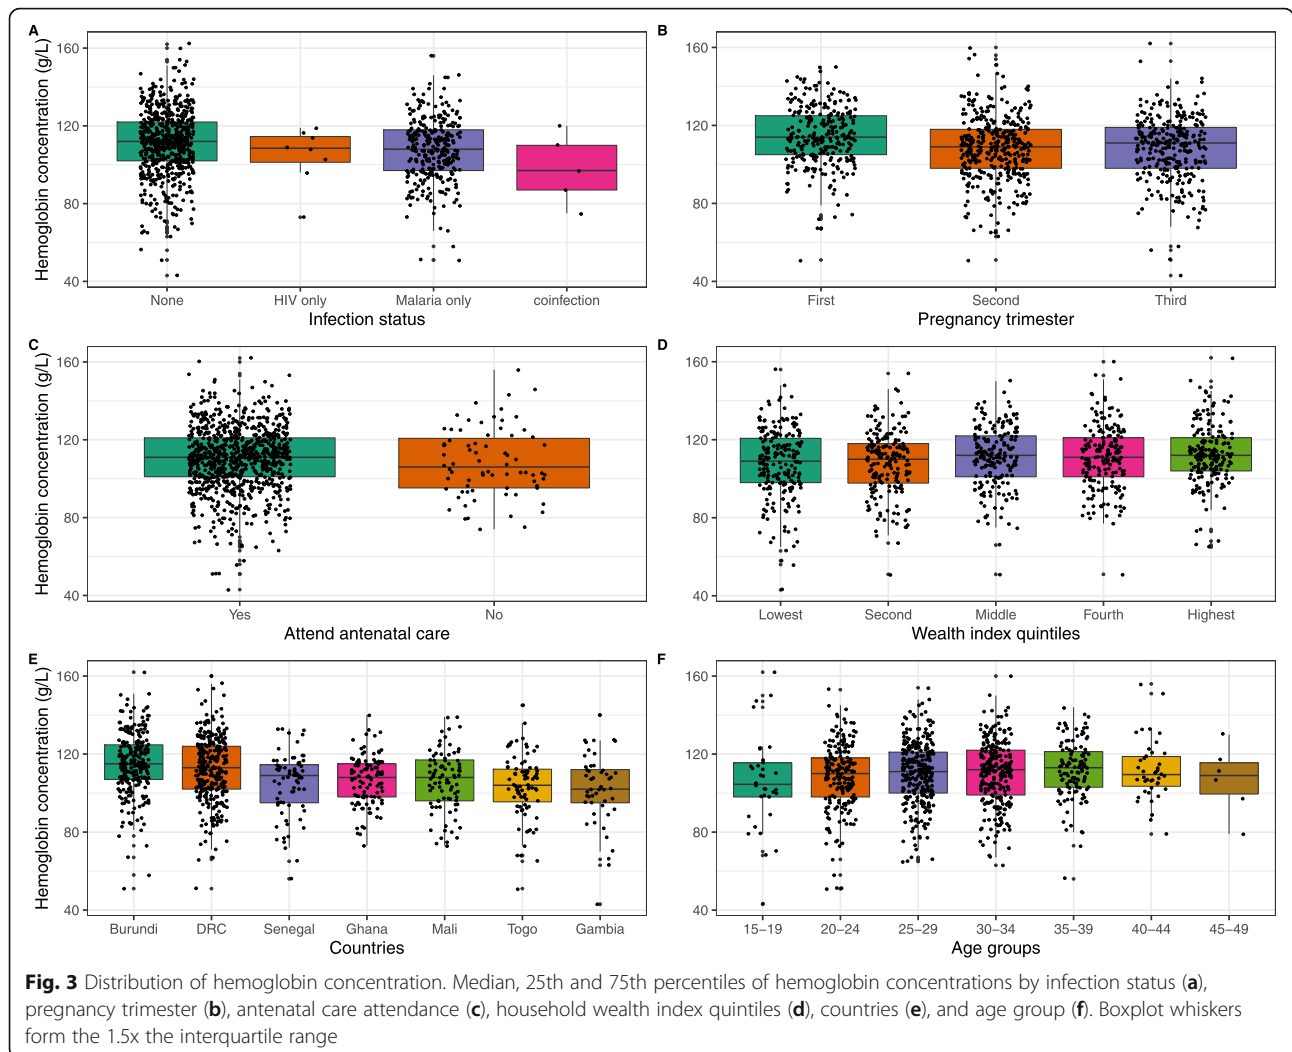 A
Hemoglobin concentration (g/L)
160
120
80
40
None HIV only Malaria only coinfection
Infection status
B
160
120
80
40
First Second Third
Pregnancy trimester
C
Hemoglobin concentration (g/L)
160
120
80
40
Yes No
Attend antenatal care
D
160
120
80
40
Lowest Second Middle Fourth Highest
Wealth index quintiles
E
Hemoglobin concentration (g/L)
160
120
80
40
Burundi DRC Senegal Ghana Mali Togo Gambia
Countries
F
160
120
80
40
15−19 20−24 25−29 30−34 35−39 40−44 45−49
Age groups
Fig. 3 Distribution of hemoglobin concentration. Median, 25th and 75th percentiles of hemoglobin concentrations by infection status (a),
pregnancy trimester (b), antenatal care attendance (c), household wealth index quintiles (d), countries (e), and age group (f). Boxplot whiskers
form the 1.5x the interquartile range